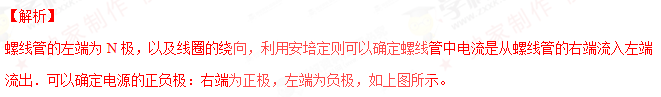 【解析】
螺线管的左端为 N 极，以及线圈的绕向，利用安培定则可以确定螺线管中电流是从螺线管的右端流入左端
流出．可以确定电源的正负极：右端为正极，左端为负极，如上图所示。